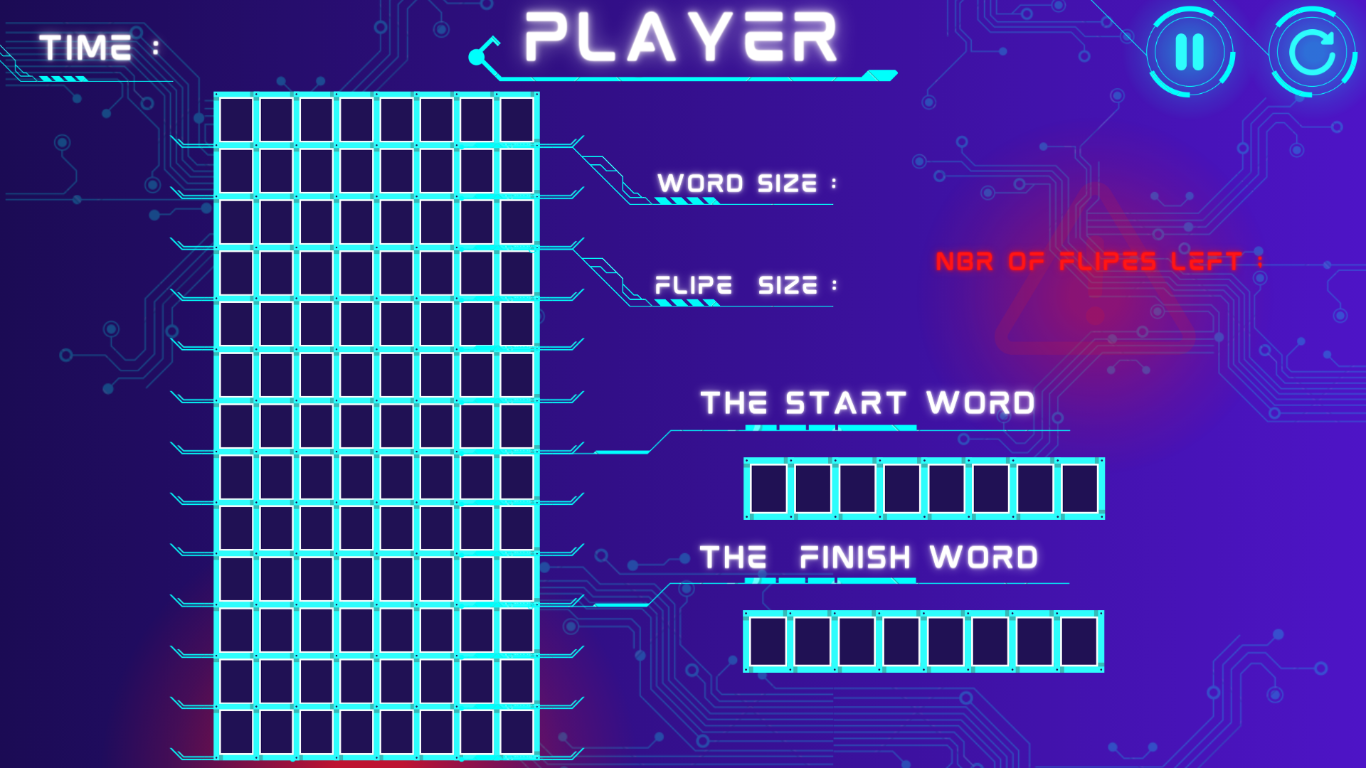 TIME :
PLAYER
WORD SIZE :
NBR OF FLIPES LEFT :
FLIPE SIZE :
THE START WORD
THE FINISH WORD